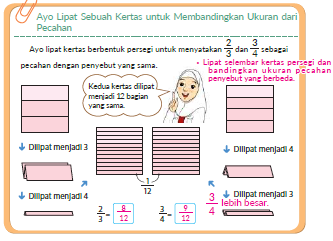 Ayo Lipat Sebuah Kertas untuk Membandingkan Ukuran dari
Pecahan
Ayo lipat kertas berbentuk persegi untuk menyatakan 2/3 dan 3/4 sebagai
pecahan dengan penyebut yang sama.
• Lipat selembar kertas persegi dan
bandingkan ukuran pecahan
penyebut yang berbeda.
Kedua kertas dilipat
menjadi 12 bagian
yang sama.
Dilipat menjadi 3
Dilipat menjadi 4
1/12
Dilipat menjadi 4
Dilipat menjadi 3
2/3 = 8/12
3/4 = 9/12
3/4 lebih besar.